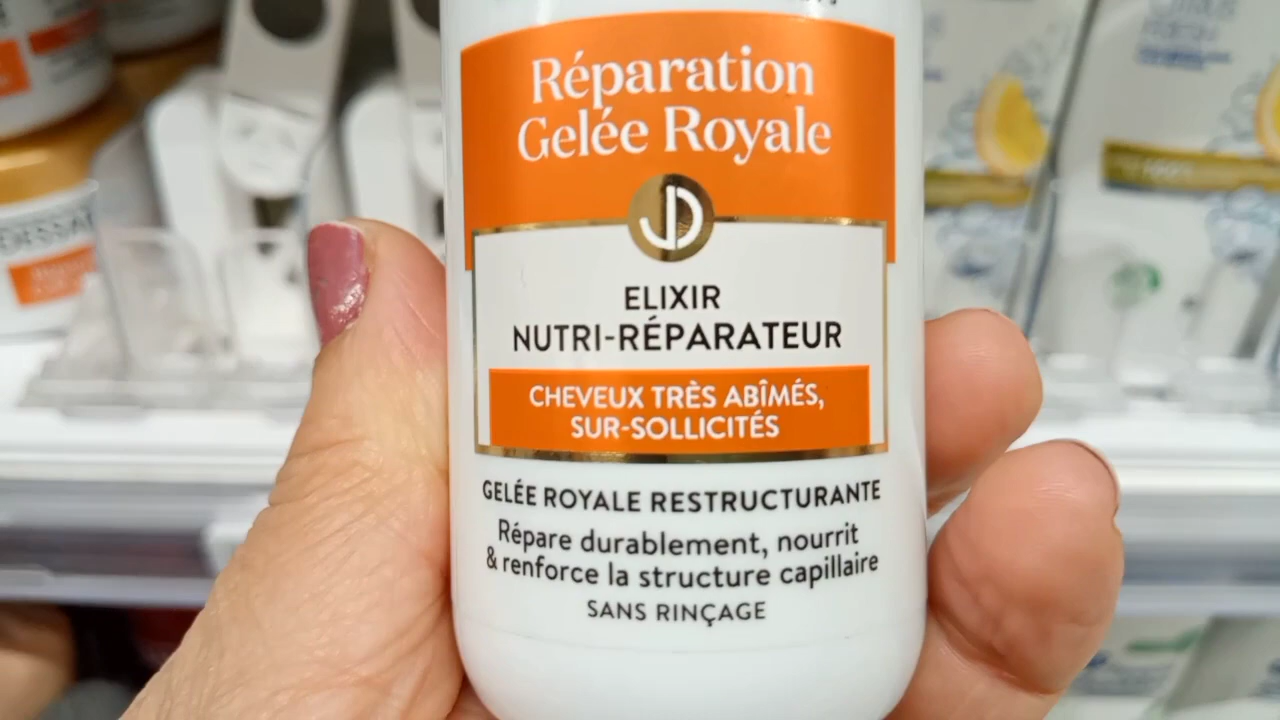 Réparation
Gelée Royale
JD
ELIXIR
NUTRI-RÉPARATEUR
CHEVEUX TRÈS ABÎMÉS,
SUR-SOLLICITÉS
GELÉE ROYALE RESTRUCTURANTE
Répare durablement, nourrit
& renforce la structure capillaire
SANS RINÇAGE